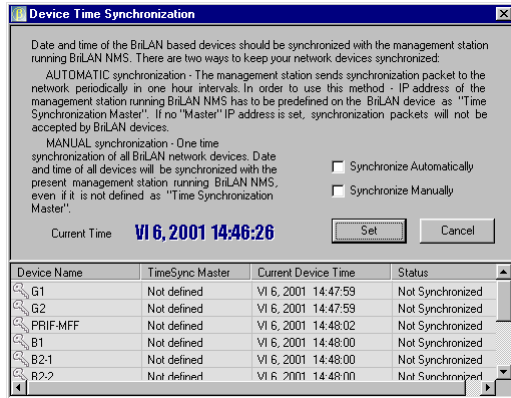 Device Time Synchronization
Date and time of the BriLAN based devices should be synchronized with the management station
running BriLAN NMS. There are two ways to keep your network devices synchronized:
AUTOMATIC synchronization - The management station sends synchronization packet to the
network periodically in one hour intervals. In order to use this method - IP address of the
management station running BriLAN NMS has to be predefined on the BriLAN device as "Time
Synchronization Master". If no "Master" IP address is set, synchronization packets will not be
accepted by BriLAN devices.
MANUAL synchronization - One time
synchronization of all BriLAN network devices. Date
and time of all devices will be synchronized with the
present management station running BriLAN NMS,
even if it is not defined as "Time Synchronization
Master".
Synchronize Automatically
Synchronize Manually
Current Time VI 6, 2001 14:46:26
Set Cancel
Device Name TimeSync Master Current Device Time Status
G1 Not defined VI 6, 2001 14:47:59 Not Synchronized
G2 Not defined VI 6, 2001 14:47:59 Not Synchronized
PRIF-MFF Not defined VI 6, 2001 14:48:02 Not Synchronized
B1 Not defined VI 6, 2001 14:48:00 Not Synchronized
B2-1 Not defined VI 6, 2001 14:48:00 Not Synchronized
B2-2 Not defined VI 6, 2001 14:48:00 Not Synchronized